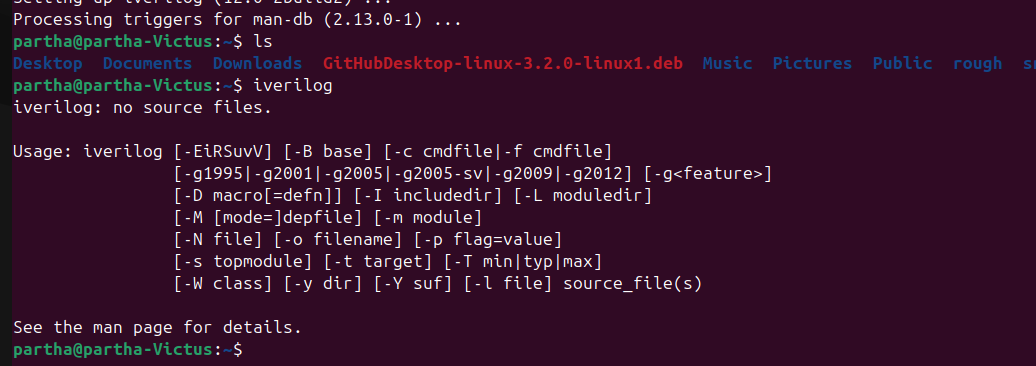 Processing triggers for man-db (2.13.0-1) ...
partha@partha-Victus:~$ ls
Desktop  Documents  Downloads  GitHubDesktop-linux-3.2.0-linux1.deb  Music  Pictures  Public  rough
partha@partha-Victus:~$ iverilog
iverilog: no source files.

Usage: iverilog [-EiRSuvV] [-B base] [-c cmdfile|-f cmdfile]
                [-g1995|-g2001|-g2005|-g2005-sv|-g2009|-g2012] [-g<feature>]
                [-D macro[=defn]] [-I includedir] [-L moduledir]
                [-M [mode=]depfile] [-m module]
                [-N file] [-o filename] [-p flag=value]
                [-s topmodule] [-t target] [-T min|typ|max]
                [-W class] [-y dir] [-Y suf] [-l file] source_file(s)

See the man page for details.
partha@partha-Victus:~$